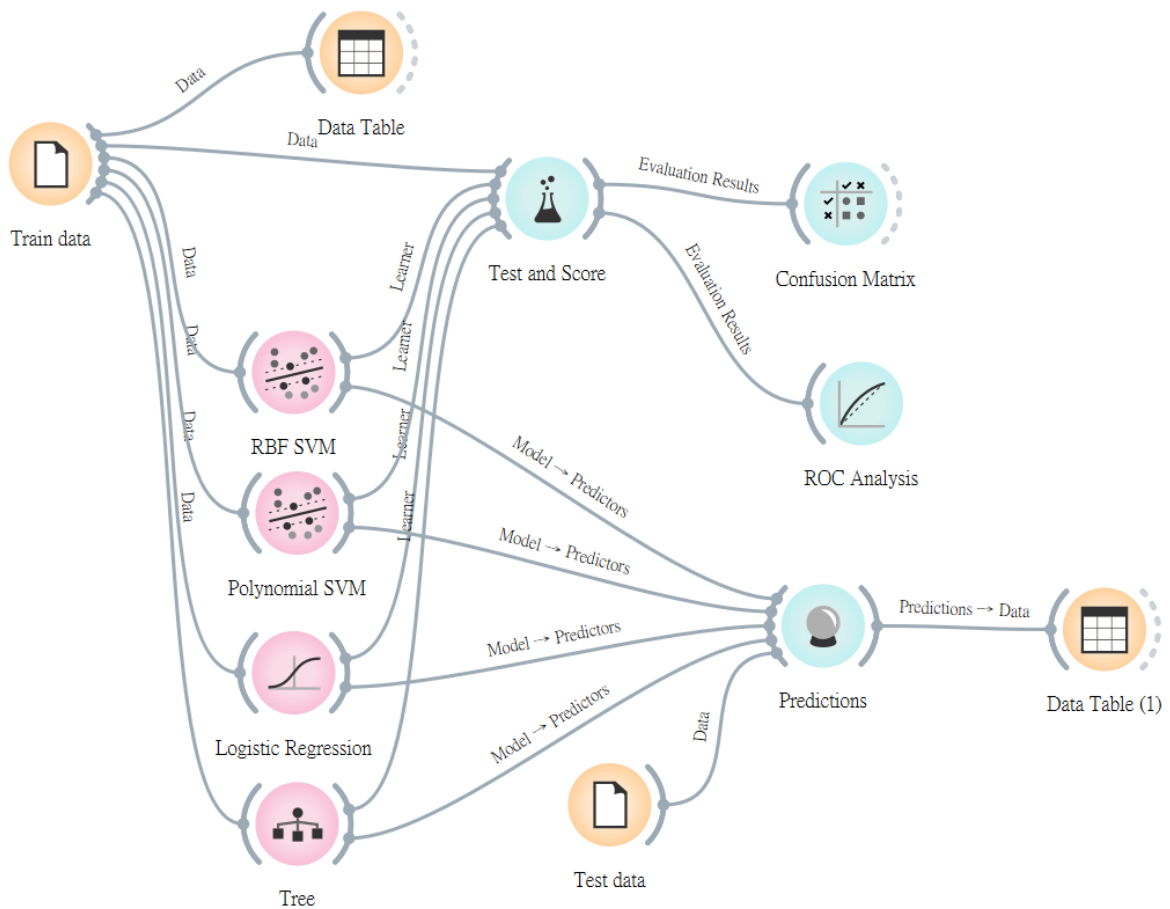 Data
Data Table
Data
Train data
Evaluation Results
Test and Score
Confusion Matrix
Evaluation Results
Data
Learner
Data
Learner
RBF SVM
ROC Analysis
Data
Learner
Model → Predictors
Data
Learner
Model → Predictors
Polynomial SVM
Predictions → Data
Model → Predictors
Predictions
Data Table (1)
Logistic Regression
Model → Predictors
Data
Test data
Tree